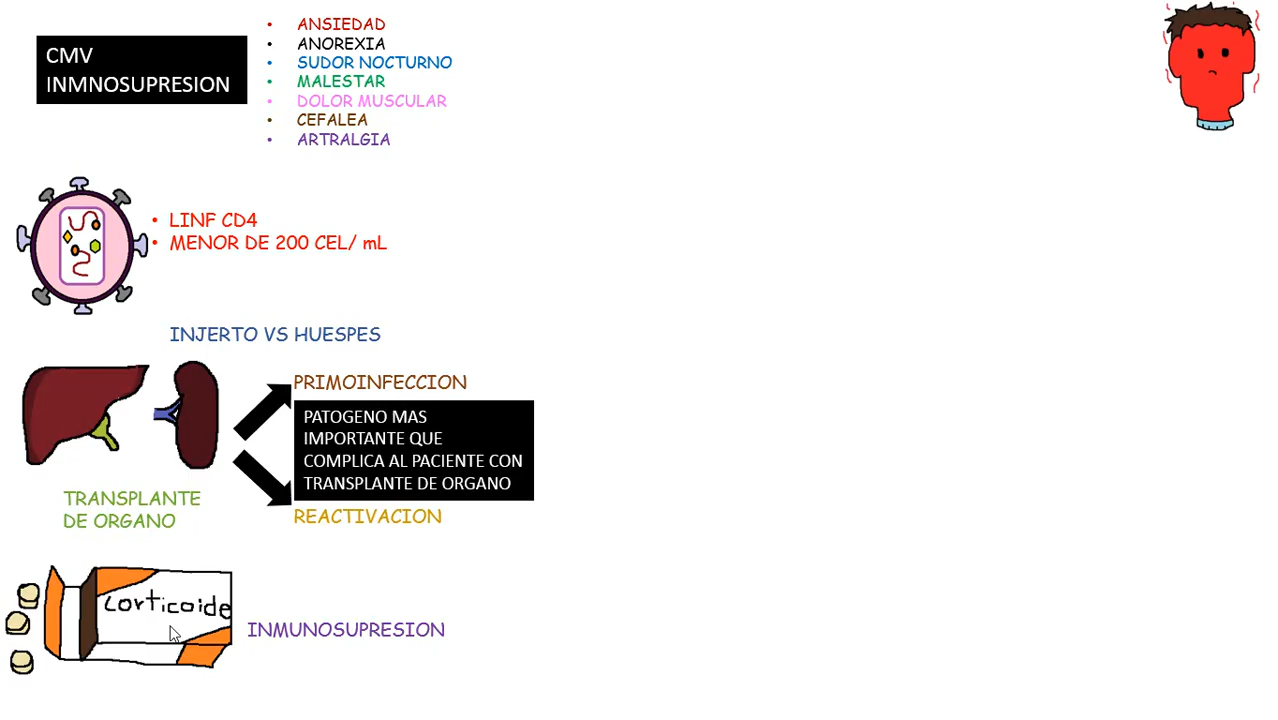 CMV
INMNOSUPRESION
• ANSIEDAD
• ANOREXIA
• SUDOR NOCTURNO
• MALESTAR
• DOLOR MUSCULAR
• CEFALEA
• ARTRALGIA
• LINF CD4
• MENOR DE 200 CEL/ mL
INJERTO VS HUESPES
PRIMOINFECCION
PATOGENO MAS
IMPORTANTE QUE
COMPLICA AL PACIENTE CON
TRANSPLANTE DE ORGANO
REACTIVACION
TRANSPLANTE
DE ORGANO
corticoide
INMUNOSUPRESION